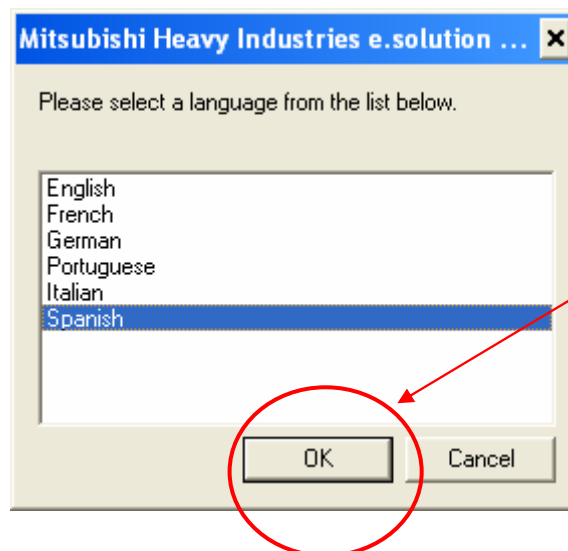 Mitsubishi Heavy Industries e.solution ...
Please select a language from the list below.
English
French
German
Portuguese
Italian
Spanish
OK Cancel